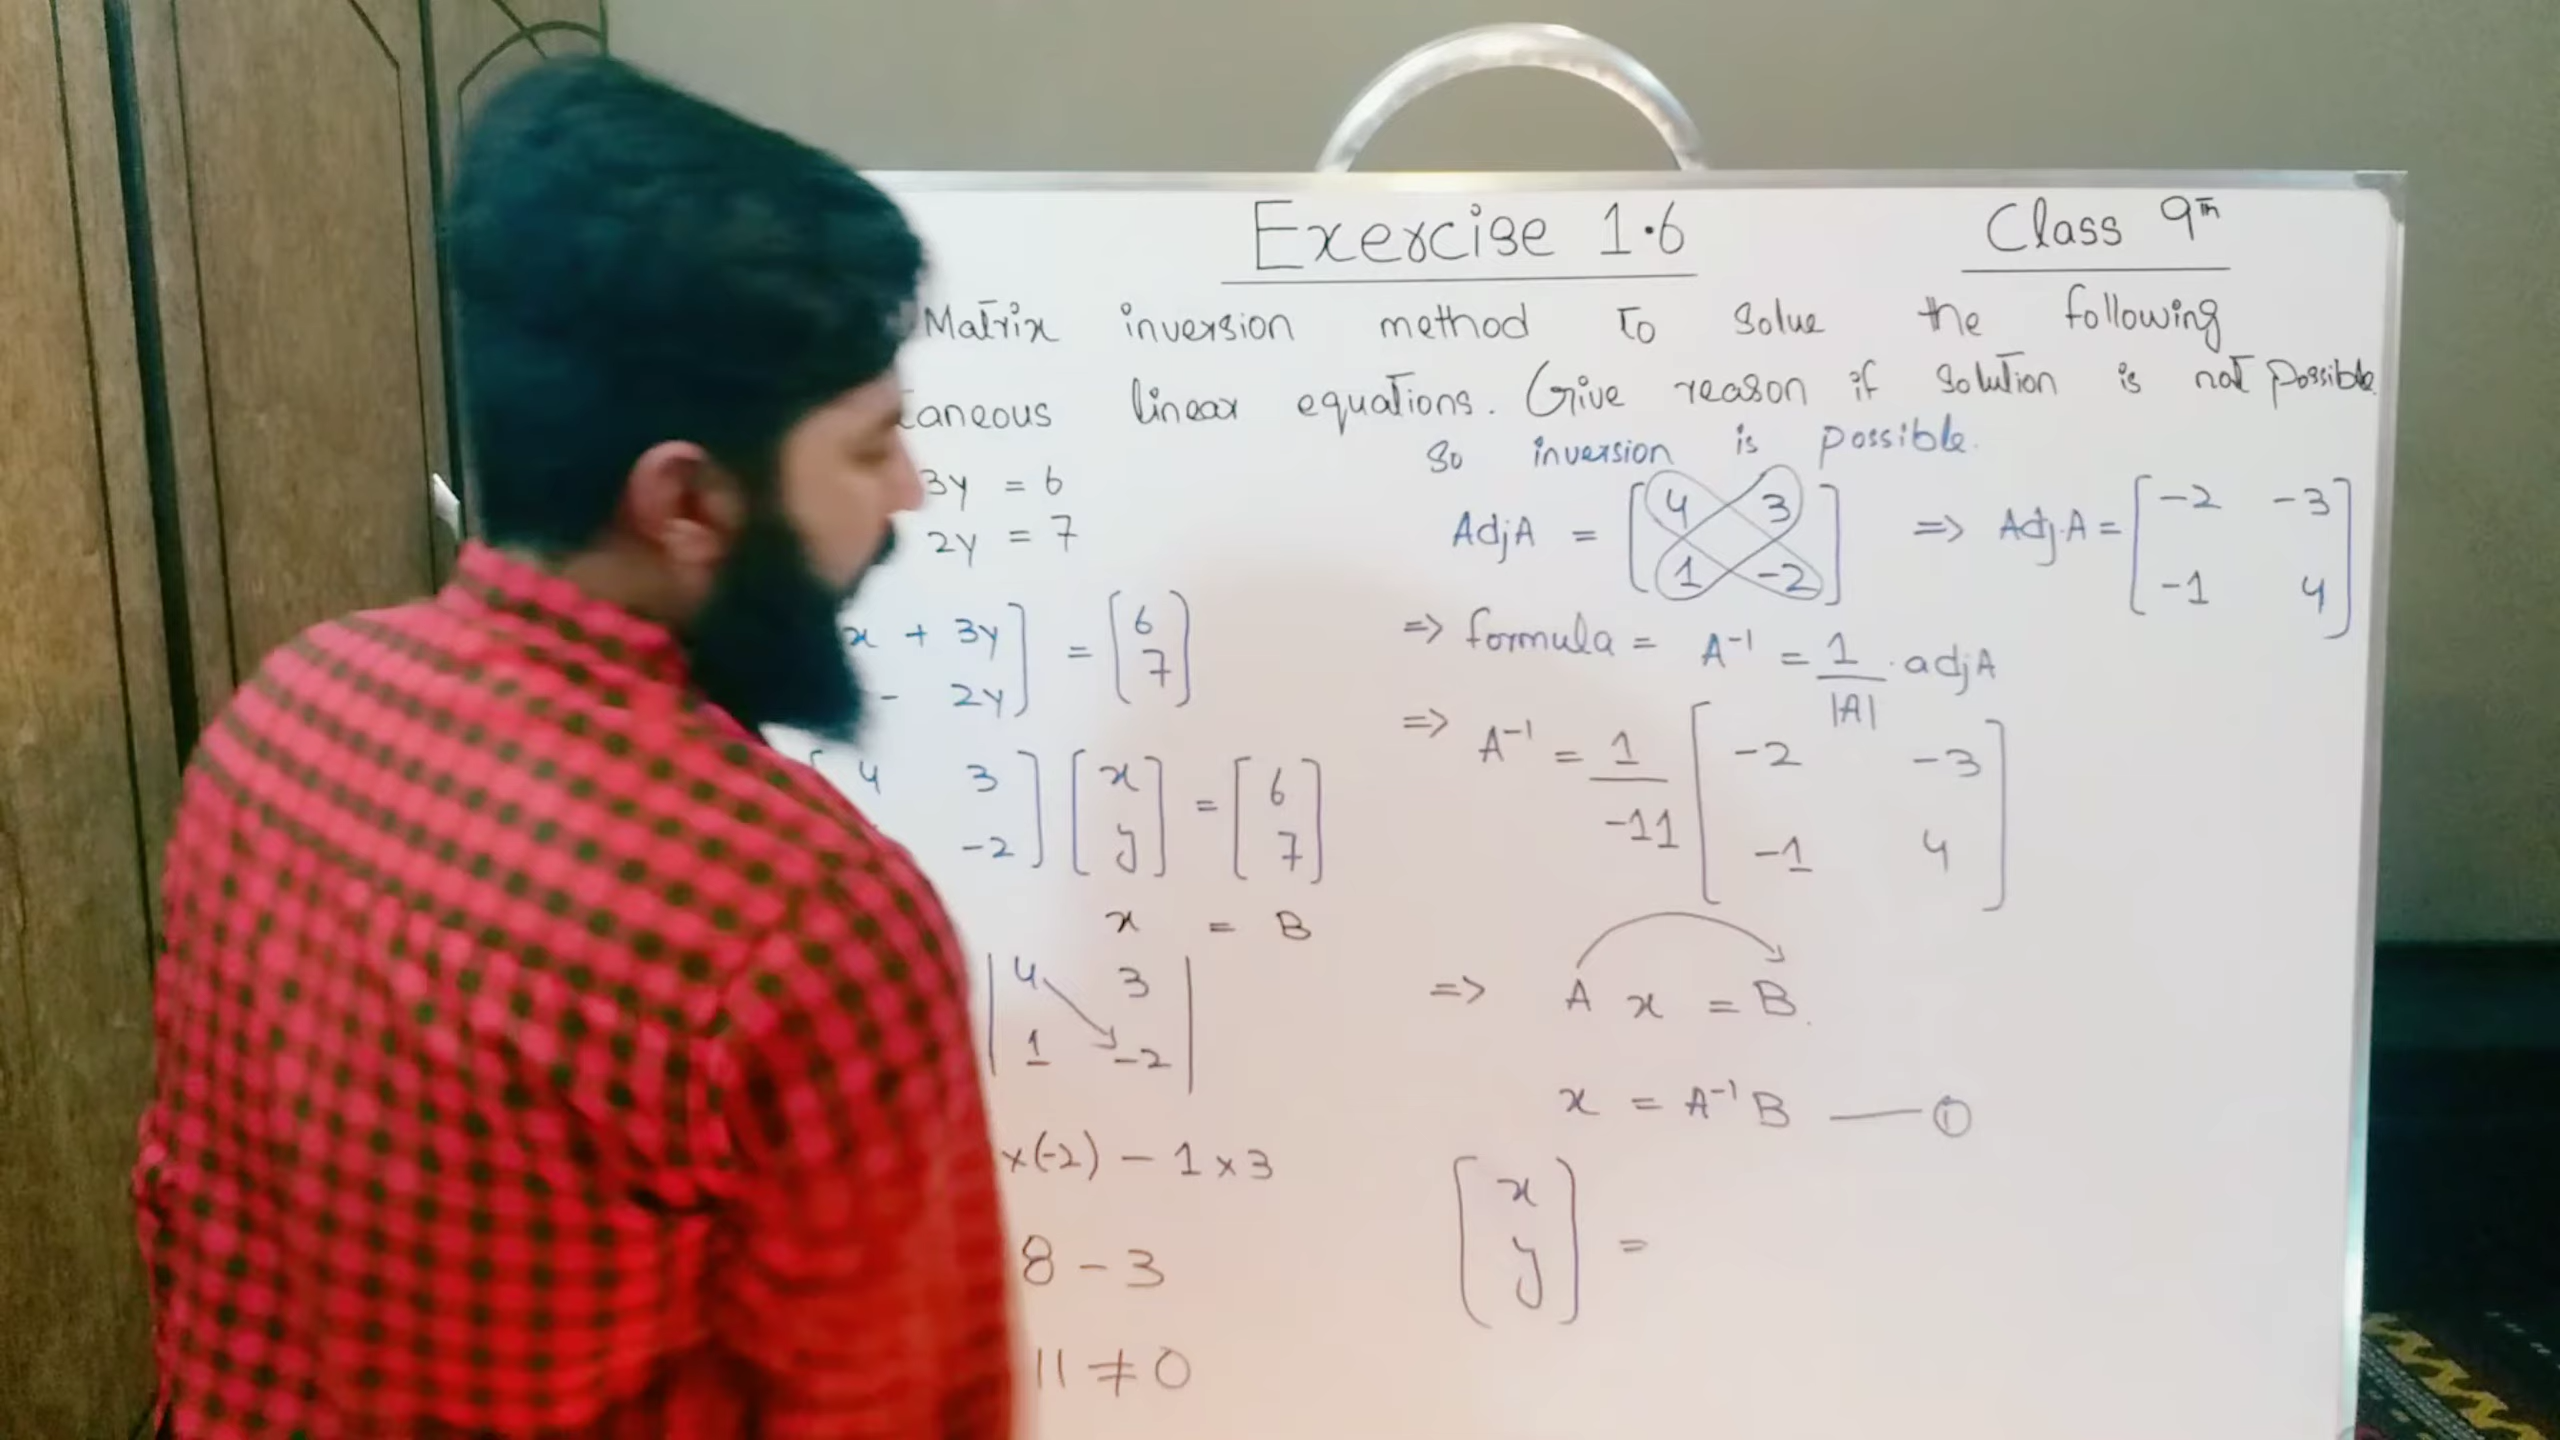 Exercise 1.6
Class 9th
Matrix inversion method to solve the following
taneous linear equations. Give reason if solution is not possible
3y = 6
2y = 7
x + 3y] = [6
- 2y] 7]
4 3] [x] = [6]
-2] [y] [7]
x = B
|4 3|
|1 -2|
x(-2) - 1 x 3
8 - 3
11 ≠ 0
So inversion is possible.
AdjA = [4 3] => Adj.A = [-2 -3]
[1 -2] [-1 4]
=> formula = A⁻¹ = 1/|A| . adjA
=> A⁻¹ = 1/-11 [-2 -3]
[-1 4]
=> A x = B.
x = A⁻¹ B — ①
[x]
[y] =